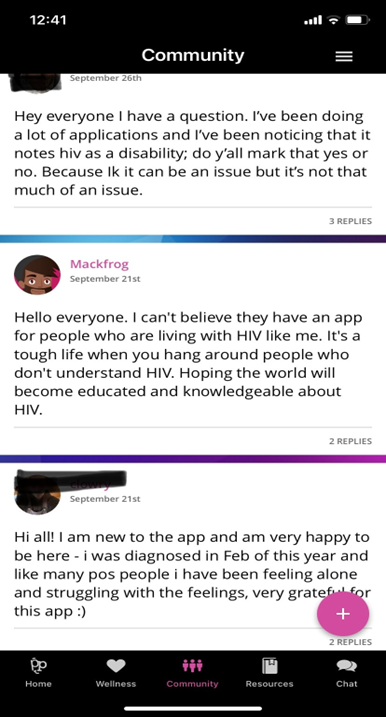 12:41
Community
September 26th
Hey everyone I have a question. I've been doing
a lot of applications and I've been noticing that it
notes hiv as a disability; do y'all mark that yes or
no. Because Ik it can be an issue but it's not that
much of an issue.
3 REPLIES
Mackfrog
September 21st
Hello everyone. I can't believe they have an app
for people who are living with HIV like me. It's a
tough life when you hang around people who
don't understand HIV. Hoping the world will
become educated and knowledgeable about
HIV.
2 REPLIES
September 21st
Hi all! I am new to the app and am very happy to
be here - i was diagnosed in Feb of this year and
like many pos people i have been feeling alone
and struggling with the feelings, very grateful for
this app :)
2 REPLIES
Home Wellness Community Resources Chat